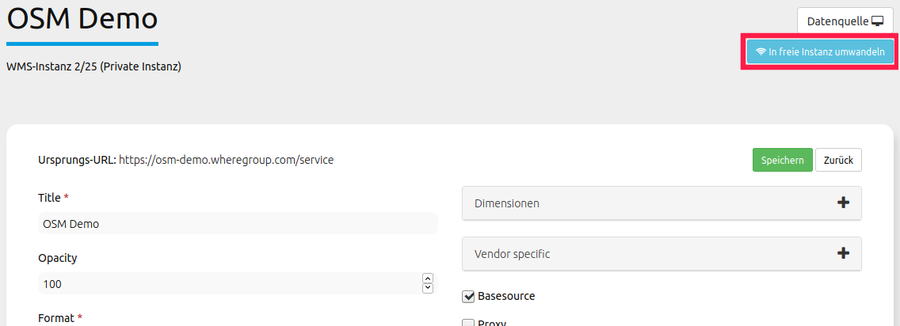 OSM Demo
Datenquelle
In freie Instanz umwandeln
WMS-Instanz 2/25 (Private Instanz)
Ursprungs-URL: https://osm-demo.wheregroup.com/service
Speichern
Zurück
Title *
OSM Demo
Opacity
100
Format *
Dimensionen
Vendor specific
Basesource
Proxy